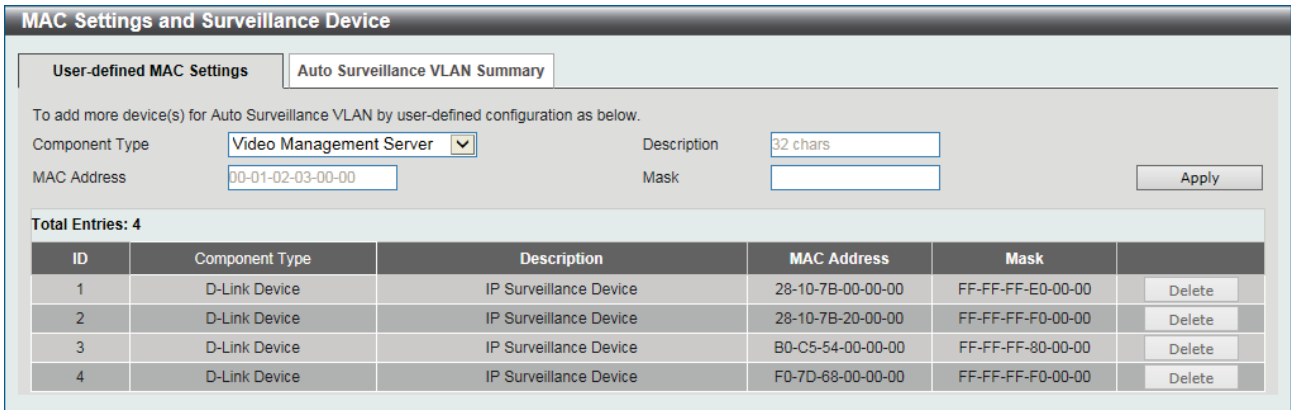 MAC Settings and Surveillance Device
User-defined MAC Settings Auto Surveillance VLAN Summary
To add more device(s) for Auto Surveillance VLAN by user-defined configuration as below.
Component Type Video Management Server Description 32 chars
MAC Address 00-01-02-03-00-00 Mask Apply
Total Entries: 4
ID Component Type Description MAC Address Mask
1 D-Link Device IP Surveillance Device 28-10-7B-00-00-00 FF-FF-FF-E0-00-00 Delete
2 D-Link Device IP Surveillance Device 28-10-7B-20-00-00 FF-FF-FF-F0-00-00 Delete
3 D-Link Device IP Surveillance Device B0-C5-54-00-00-00 FF-FF-FF-80-00-00 Delete
4 D-Link Device IP Surveillance Device F0-7D-68-00-00-00 FF-FF-FF-F0-00-00 Delete